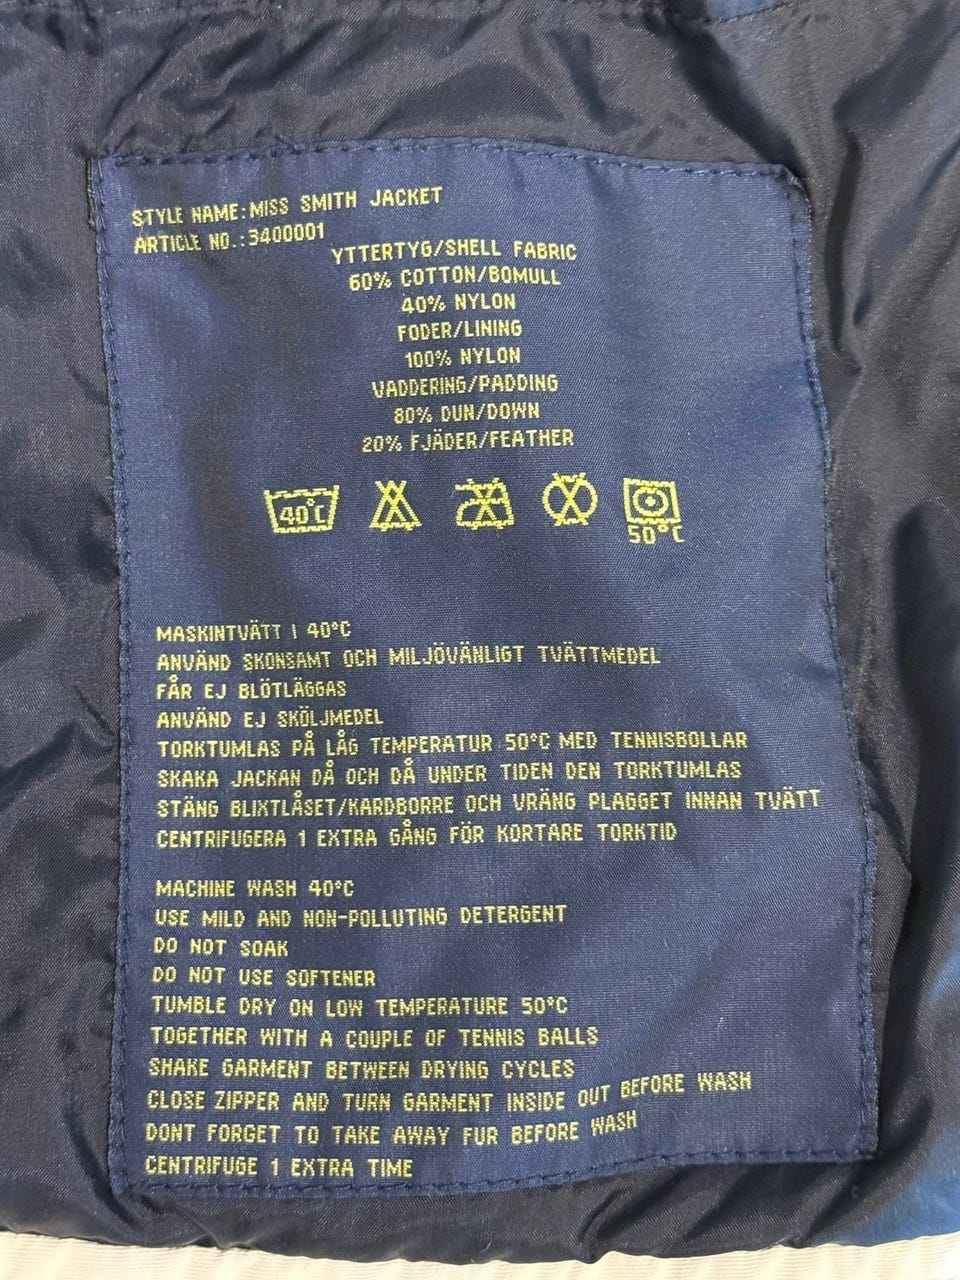 STYLE NAME:MISS SMITH JACKET
ARTICLE NO.:3400001
YTTERTYG/SHELL FABRIC
60% COTTON/BOMULL
40% NYLON
FODER/LINING
100% NYLON
VADDERING/PADDING
80% DUN/DOWN
20% FJÄDER/FEATHER
40°C
50°C
MASKINTVÄTT I 40°C
ANVÄND SKONSAMT OCH MILJÖVÄNLIGT TVÄTTMEDEL
FÅR EJ BLÖTLÄGGAS
ANVÄND EJ SKÖLJMEDEL
TORKTUMLAS PÅ LÅG TEMPERATUR 50°C MED TENNISBOLLAR
SKAKA JACKAN DÅ OCH DÅ UNDER TIDEN DEN TORKTUMLAS
STÄNG BLIXTLÅSET/KARDBORRE OCH VRÄNG PLAGGET INNAN TVÄTT
CENTRIFUGERA 1 EXTRA GÅNG FÖR KORTARE TORKTID
MACHINE WASH 40°C
USE MILD AND NON-POLLUTING DETERGENT
DO NOT SOAK
DO NOT USE SOFTENER
TUMBLE DRY ON LOW TEMPERATURE 50°C
TOGETHER WITH A COUPLE OF TENNIS BALLS
SHAKE GARMENT BETWEEN DRYING CYCLES
CLOSE ZIPPER AND TURN GARMENT INSIDE OUT BEFORE WASH
DONT FORGET TO TAKE AWAY FUR BEFORE WASH
CENTRIFUGE 1 EXTRA TIME